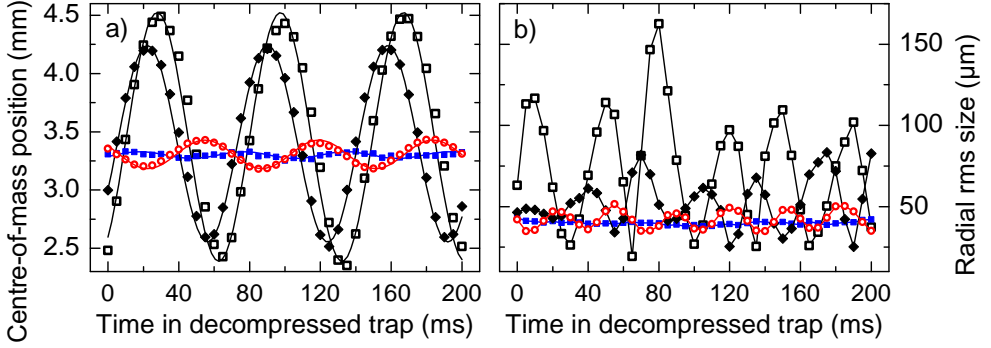 a)
Centre-of-mass position (mm)
4.5
4.0
3.5
3.0
2.5
0 40 80 120 160 200
Time in decompressed trap (ms)
b)
150
100
50
Radial rms size (µm)
0 40 80 120 160 200
Time in decompressed trap (ms)